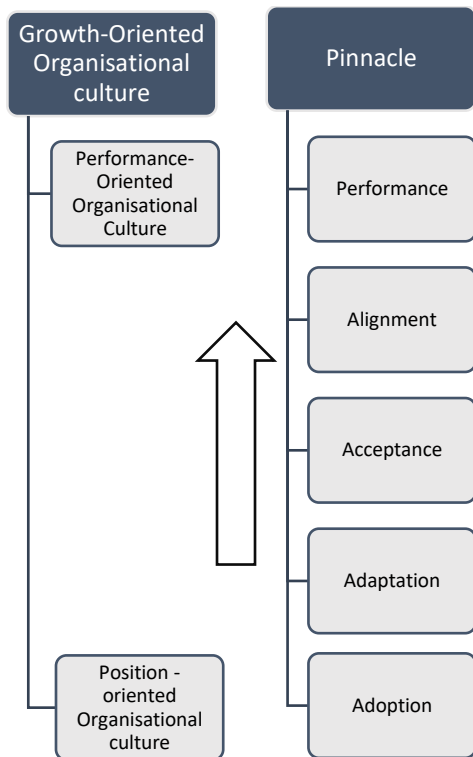 Growth-Oriented
Organisational
culture
Performance-
Oriented
Organisational
Culture
Position -
oriented
Organisational
culture
Pinnacle
Performance
Alignment
Acceptance
Adaptation
Adoption